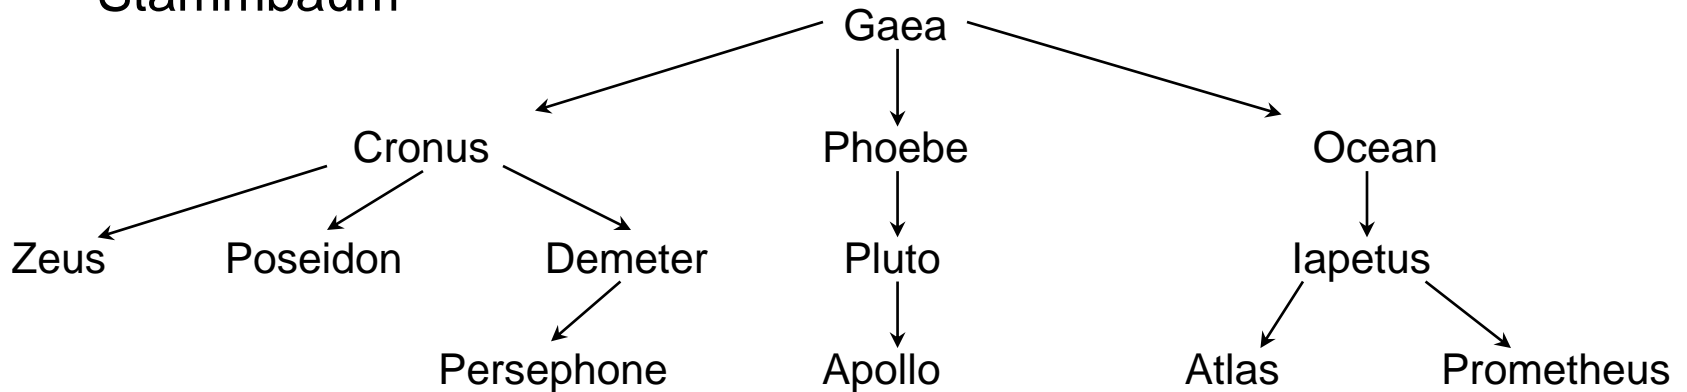 Stammbaum
Gaea
Cronus Phoebe Ocean
Zeus Poseidon Demeter Pluto Iapetus
Persephone Apollo Atlas Prometheus